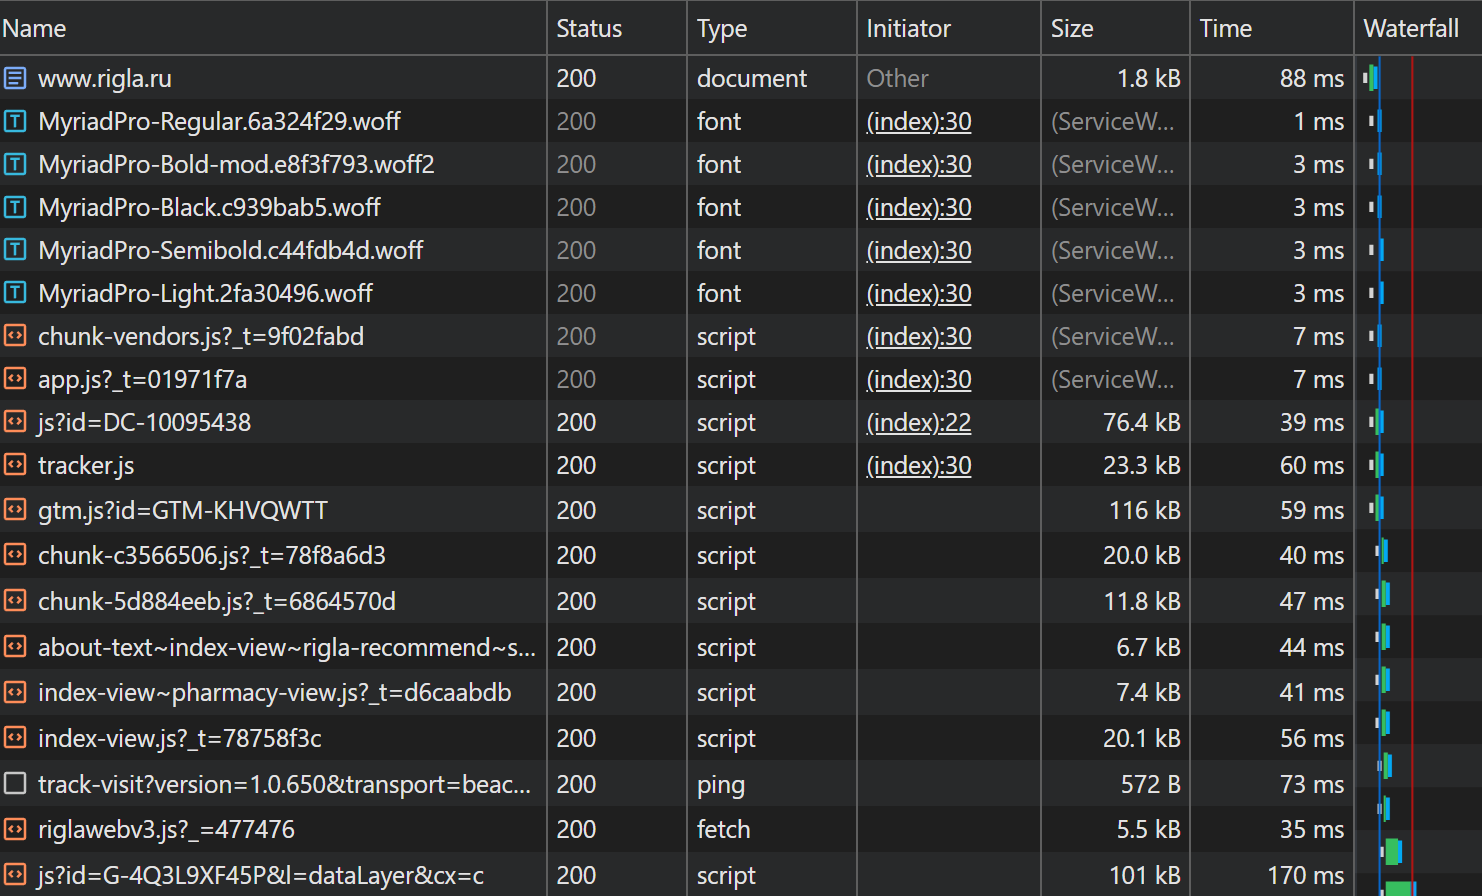 Name Status Type Initiator Size Time Waterfall
www.rigla.ru 200 document Other 1.8 kB 88 ms
MyriadPro-Regular.6a324f29.woff 200 font (index):30 (ServiceW... 1 ms
MyriadPro-Bold-mod.e8f3f793.woff2 200 font (index):30 (ServiceW... 3 ms
MyriadPro-Black.c939bab5.woff 200 font (index):30 (ServiceW... 3 ms
MyriadPro-Semibold.c44fdb4d.woff 200 font (index):30 (ServiceW... 3 ms
MyriadPro-Light.2fa30496.woff 200 font (index):30 (ServiceW... 3 ms
chunk-vendors.js?_t=9f02fabd 200 script (index):30 (ServiceW... 7 ms
app.js?_t=01971f7a 200 script (index):30 (ServiceW... 7 ms
js?id=DC-10095438 200 script (index):22 76.4 kB 39 ms
tracker.js 200 script (index):30 23.3 kB 60 ms
gtm.js?id=GTM-KHVQWTT 200 script 116 kB 59 ms
chunk-c3566506.js?_t=78f8a6d3 200 script 20.0 kB 40 ms
chunk-5d884eeb.js?_t=6864570d 200 script 11.8 kB 47 ms
about-text~index-view~rigla-recommend~s... 200 script 6.7 kB 44 ms
index-view~pharmacy-view.js?_t=d6caabdb 200 script 7.4 kB 41 ms
index-view.js?_t=78758f3c 200 script 20.1 kB 56 ms
track-visit?version=1.0.650&transport=beac... 200 ping 572 B 73 ms
riglawebv3.js?_=477476 200 fetch 5.5 kB 35 ms
js?id=G-4Q3L9XF45P&l=dataLayer&cx=c 200 script 101 kB 170 ms